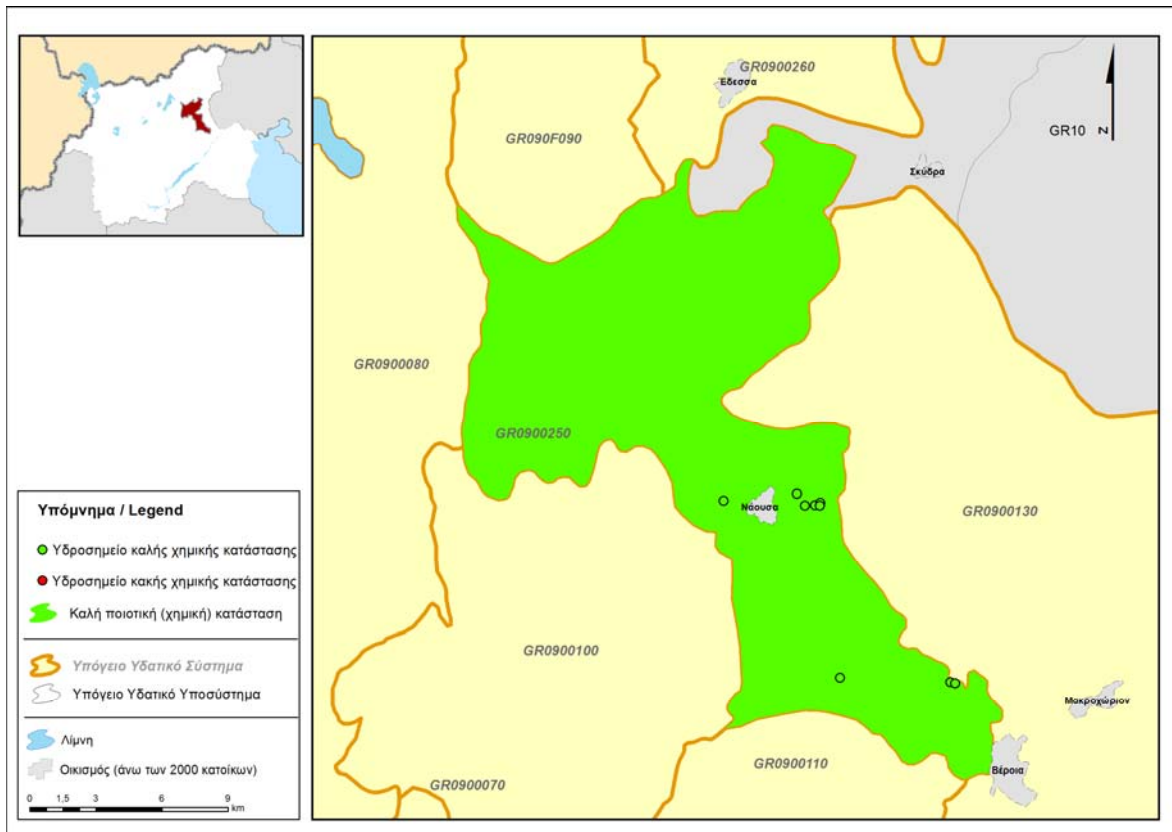 GR0900260
Έδεσσα
GR10
N
GR090F090
Σκύδρα
GR0900080
GR0900250
Νάουσα
GR0900130
GR0900100
Μακροχώριον
GR0900110
Βέροια
GR0900070
Υπόμνημα / Legend
Υδροσημείο καλής χημικής κατάστασης
Υδροσημείο κακής χημικής κατάστασης
Καλή ποιοτική (χημική) κατάσταση
Υπόγειο Υδατικό Σύστημα
Υπόγειο Υδατικό Υποσύστημα
Λίμνη
Οικισμός (άνω των 2000 κατοίκων)
0 1,5 3 6 9
km